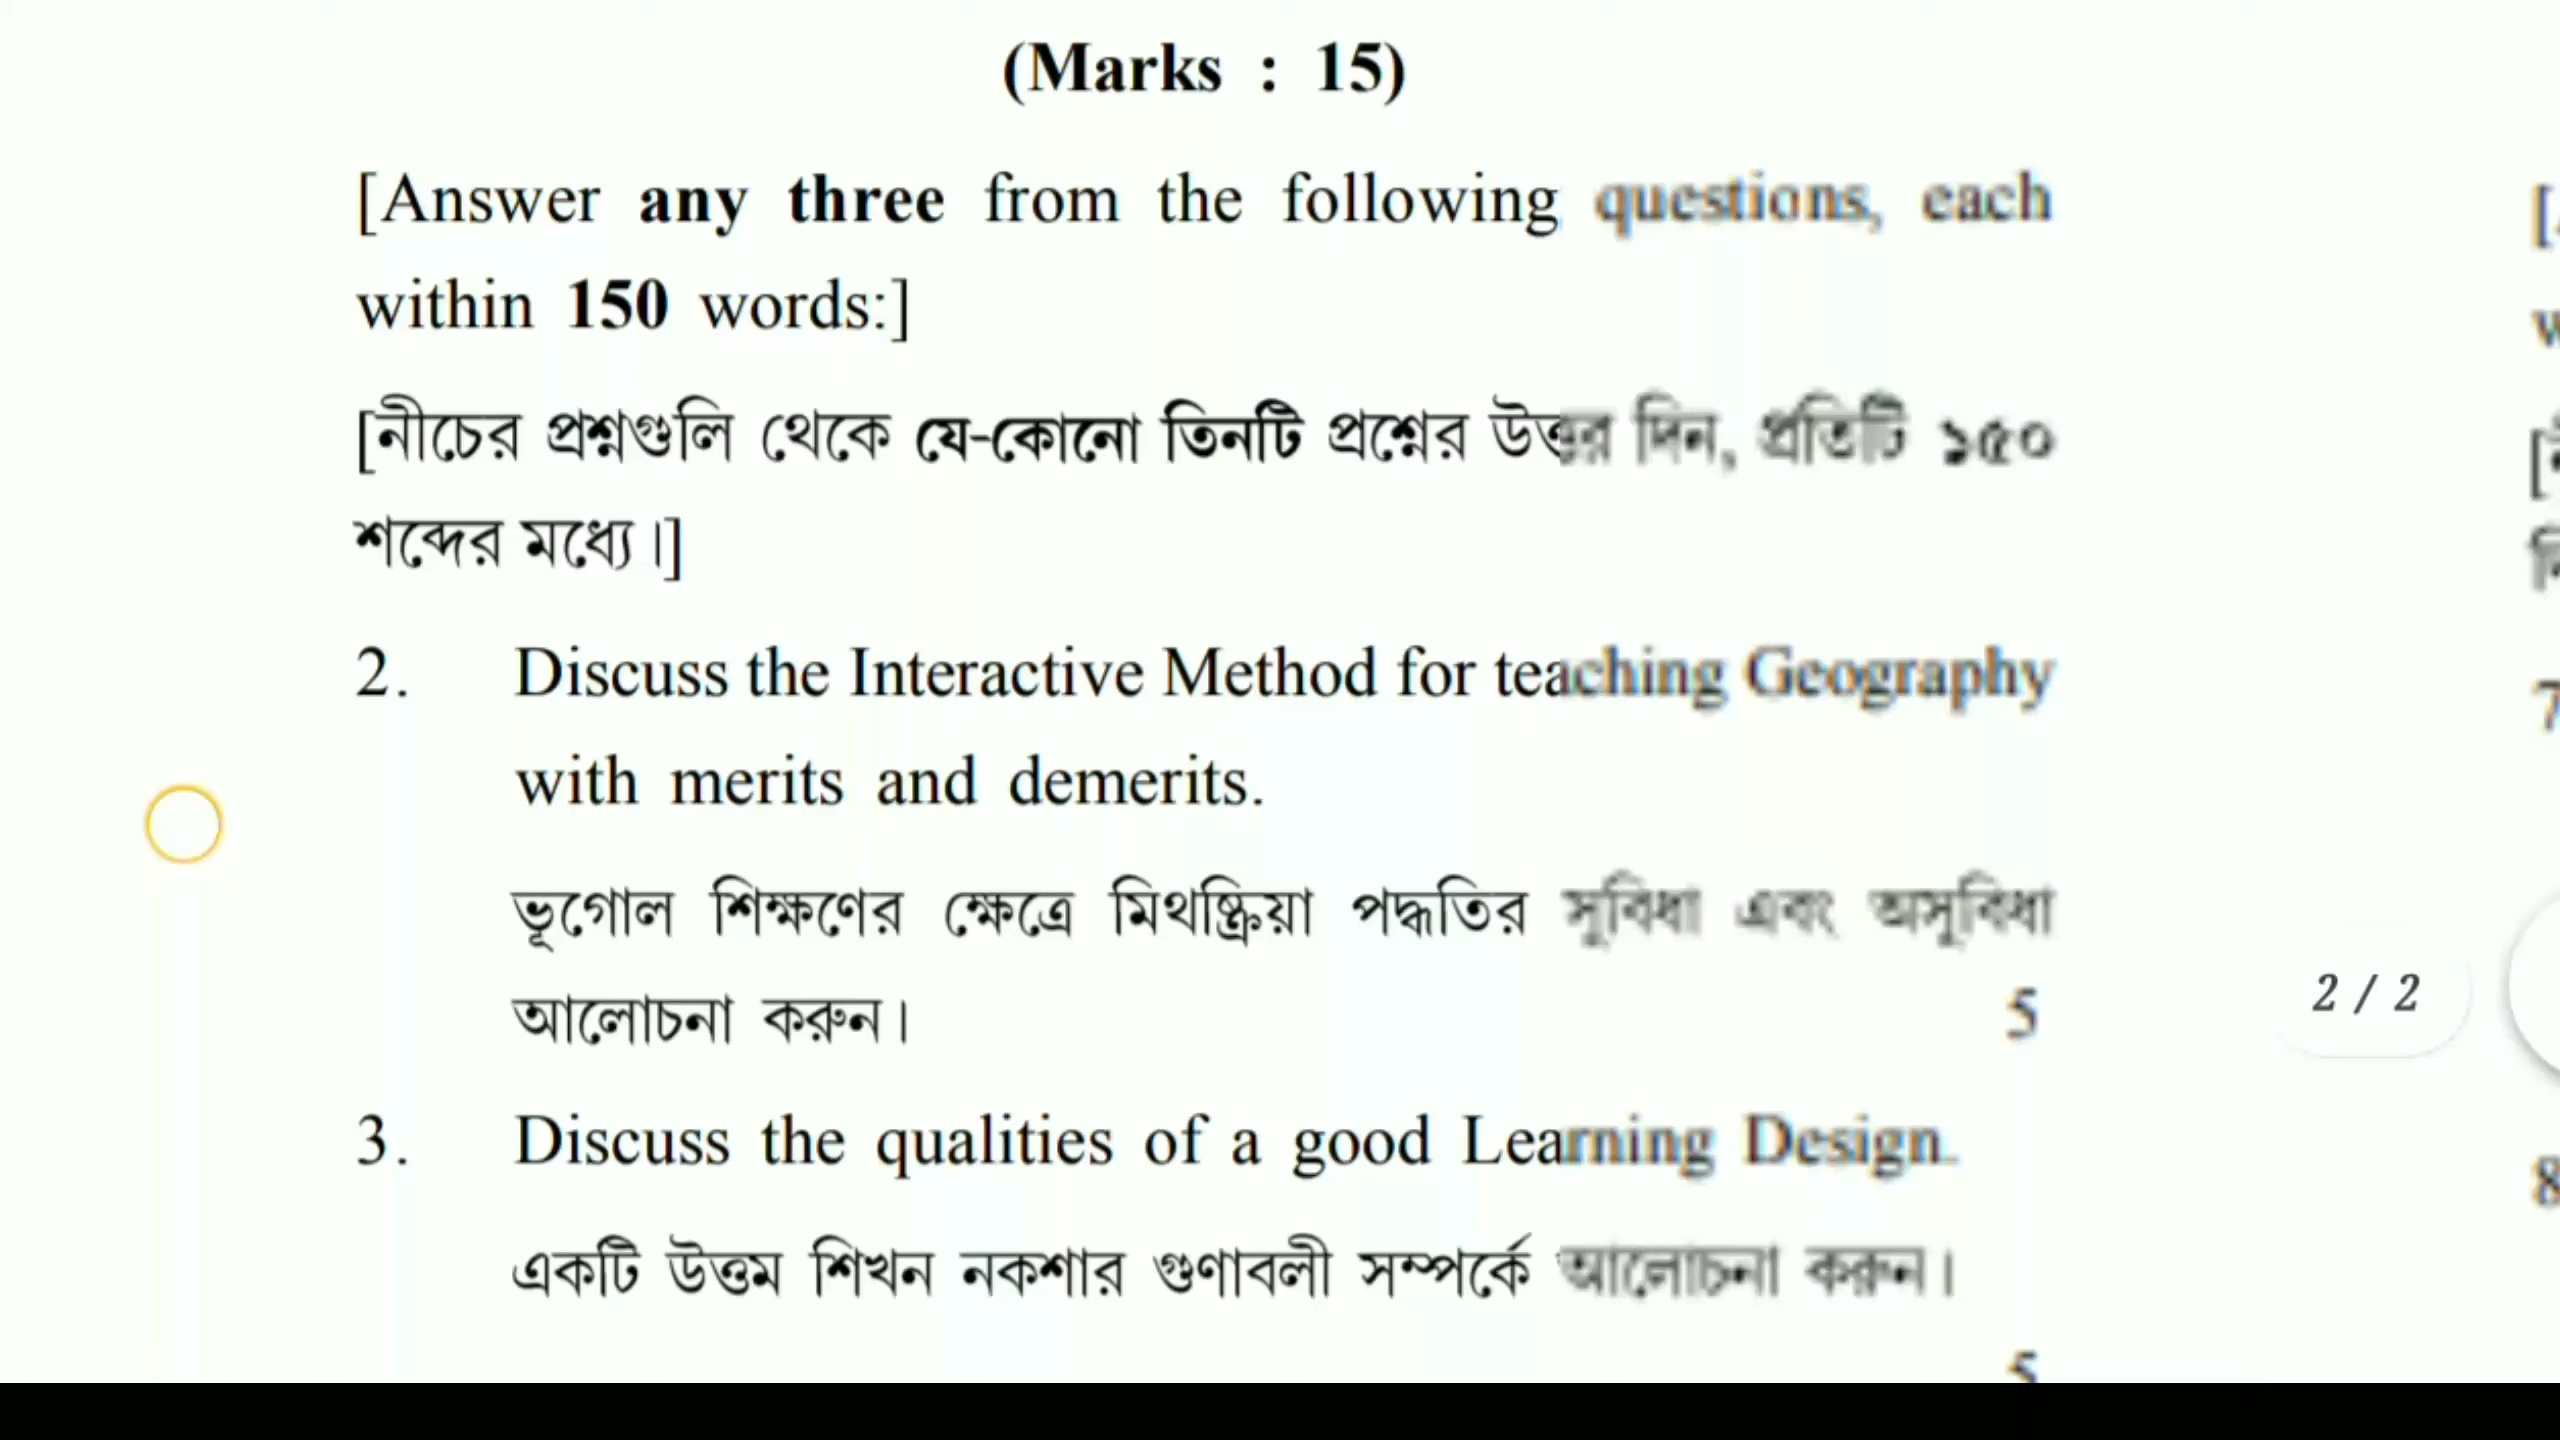 (Marks : 15)
[Answer any three from the following questions, each
within 150 words:]
[নীচের প্রশ্নগুলি থেকে যে-কোনো তিনটি প্রশ্নের উত্তর দিন, প্রতিটি ১৫০
শব্দের মধ্যে।]
2. Discuss the Interactive Method for teaching Geography
with merits and demerits.
ভূগোল শিক্ষণের ক্ষেত্রে মিথষ্ক্রিয়া পদ্ধতির সুবিধা এবং অসুবিধা
আলোচনা করুন। 5
3. Discuss the qualities of a good Learning Design.
একটি উত্তম শিখন নকশার গুণাবলী সম্পর্কে আলোচনা করুন।
5
2 / 2
[
7
8